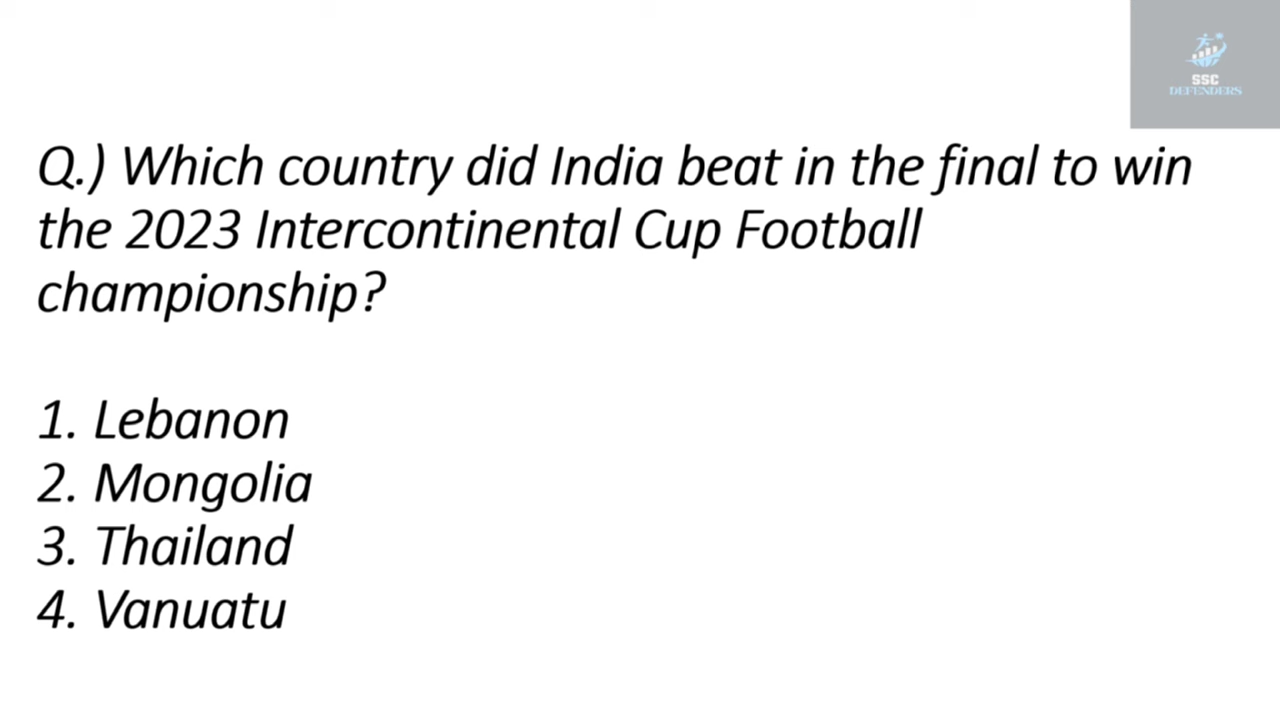 SSC
DEFENDERS
Q.) Which country did India beat in the final to win
the 2023 Intercontinental Cup Football
championship?
1. Lebanon
2. Mongolia
3. Thailand
4. Vanuatu